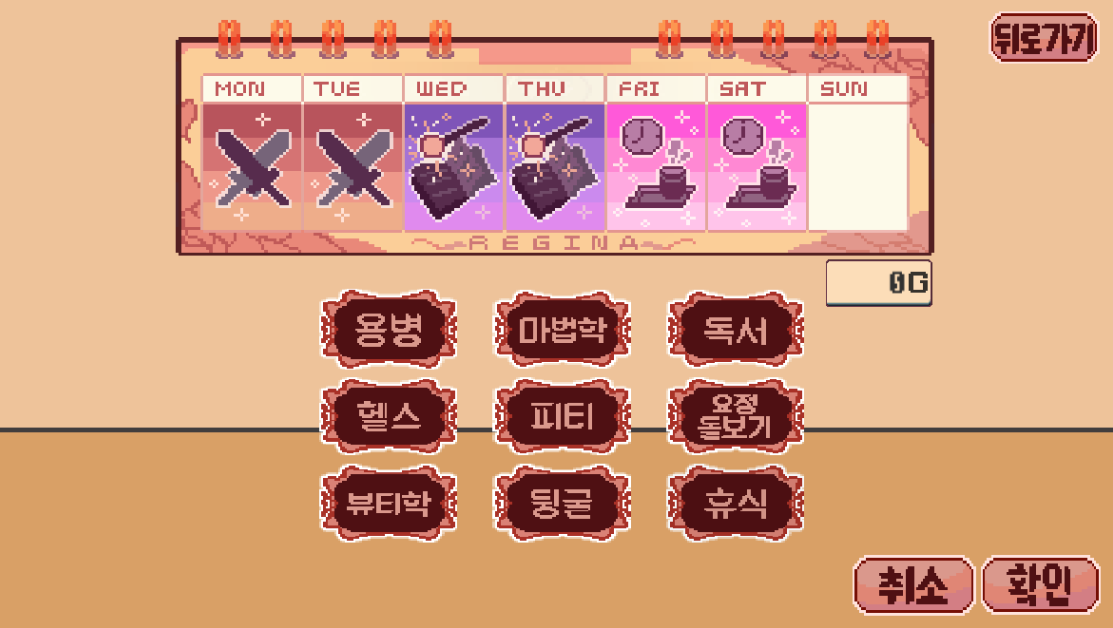 뒤로가기
MON TUE WED THU FRI SAT SUN
REGINA
0G
용병 마법학 독서
헬스 피티 요정
돌보기
뷰티학 뒹굴 휴식
취소 확인